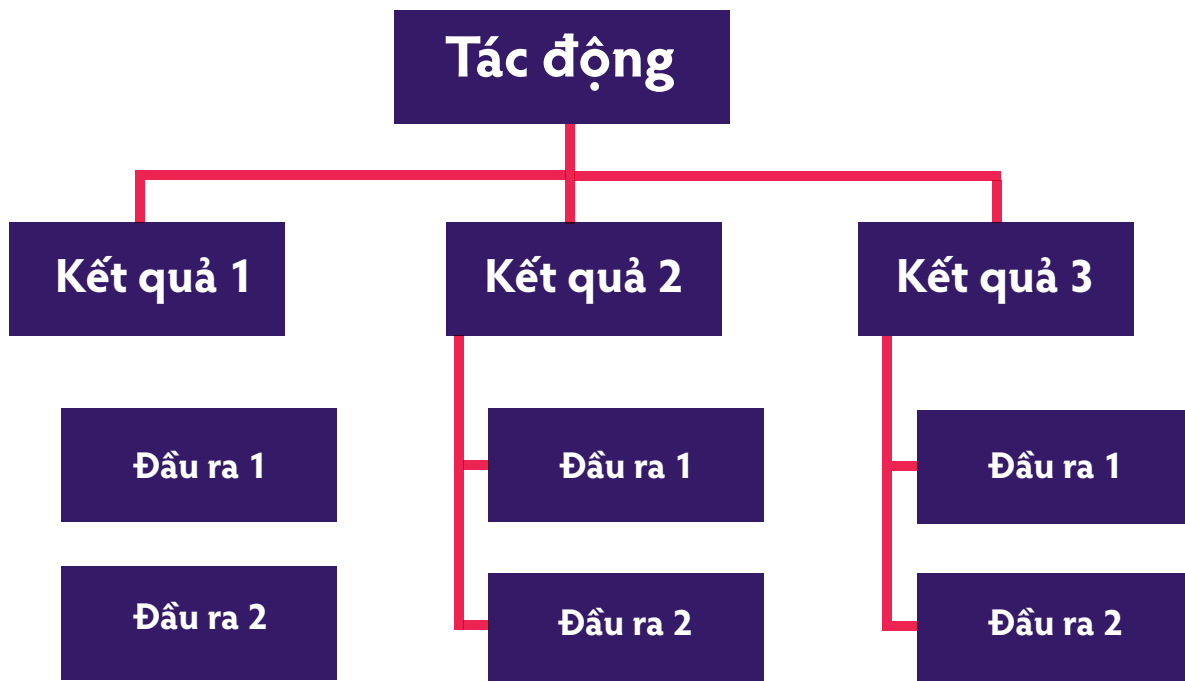 Tác động
Kết quả 1
Kết quả 2
Kết quả 3
Đầu ra 1
Đầu ra 1
Đầu ra 1
Đầu ra 2
Đầu ra 2
Đầu ra 2